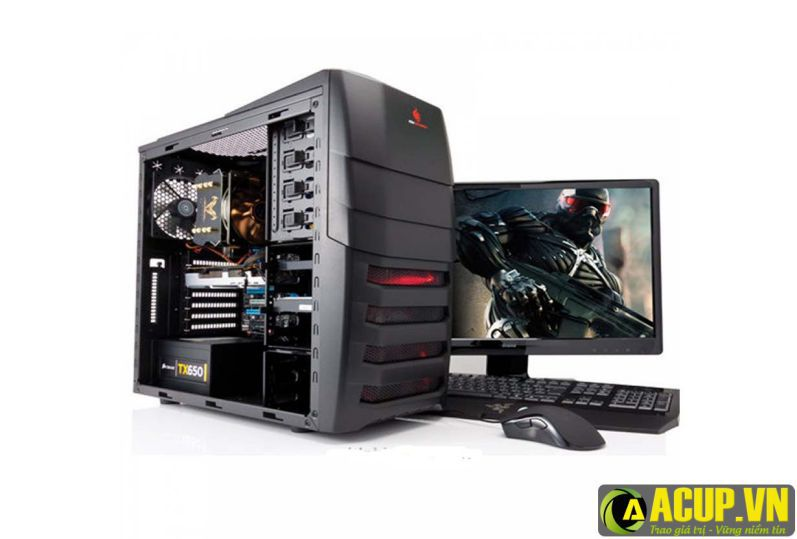 TX650
ACUP.VN
Trao giá trị - Vững niềm tin